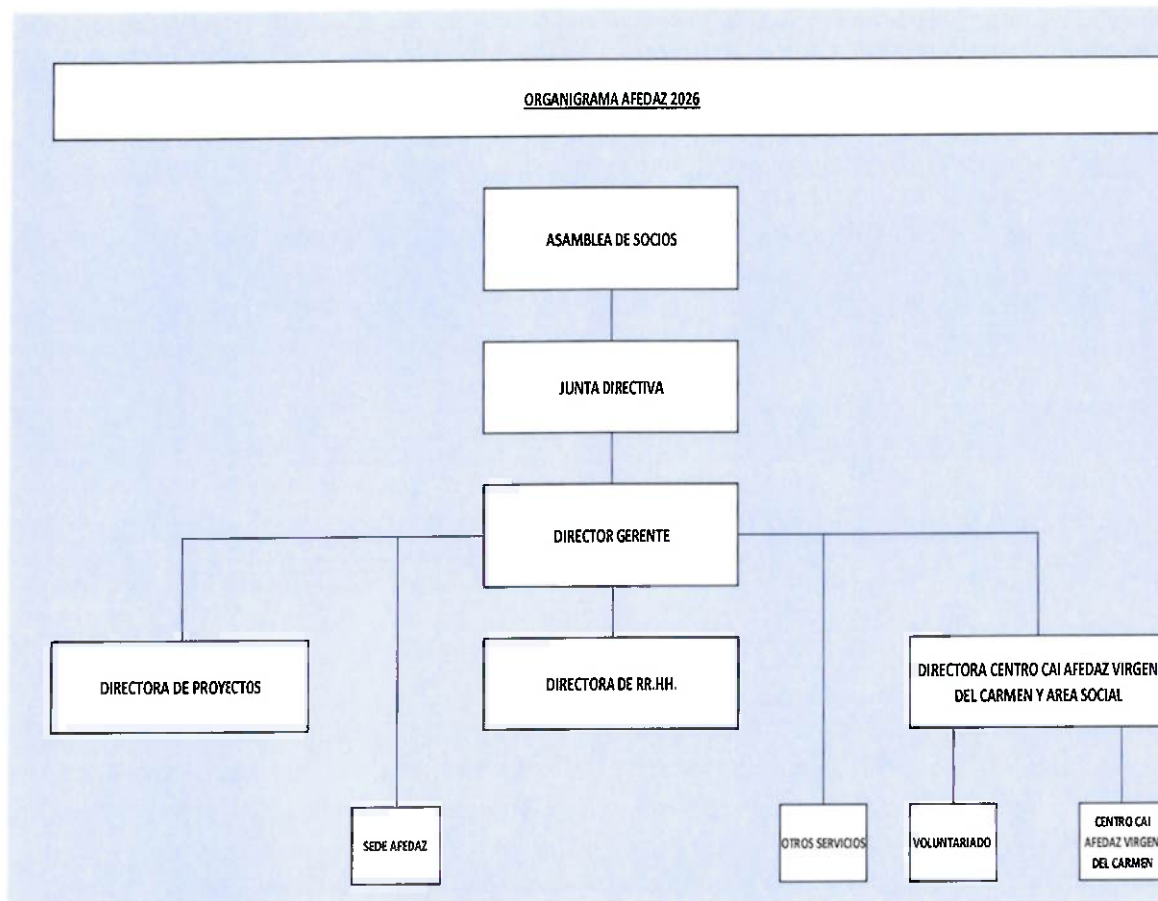 ORGANIGRAMA AFEDAZ 2026
ASAMBLEA DE SOCIOS
JUNTA DIRECTIVA
DIRECTOR GERENTE
DIRECTORA DE PROYECTOS
DIRECTORA DE RR.HH.
DIRECTORA CENTRO CAI AFEDAZ VIRGEN
DEL CARMEN Y AREA SOCIAL
SEDE AFEDAZ
OTROS SERVICIOS
VOLUNTARIADO
CENTRO CAI
AFEDAZ VIRGEN
DEL CARMEN